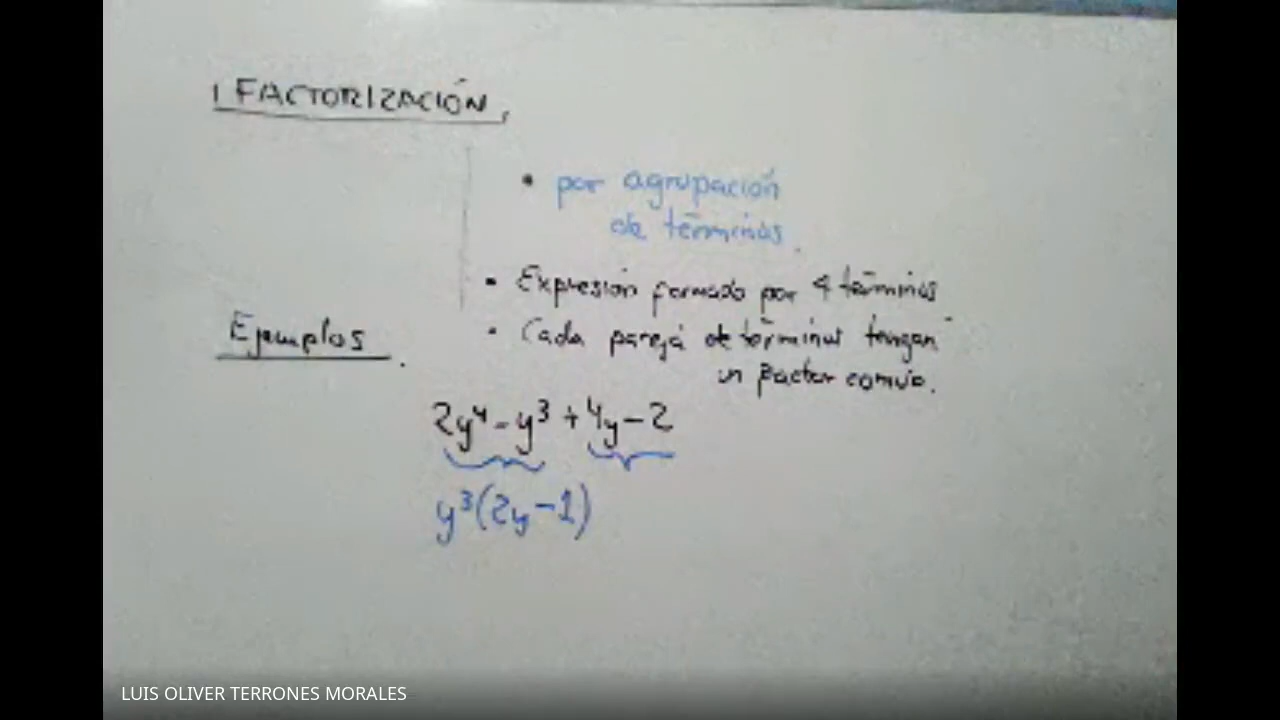 FACTORIZACIÓN
• por agrupación
de términos.
• Expresión formado por 4 términos
• Cada pareja de términos tengan
un factor común.
Ejemplos
2y⁴ - y³ + 4y - 2
y³(2y - 1)
LUIS OLIVER TERRONES MORALES